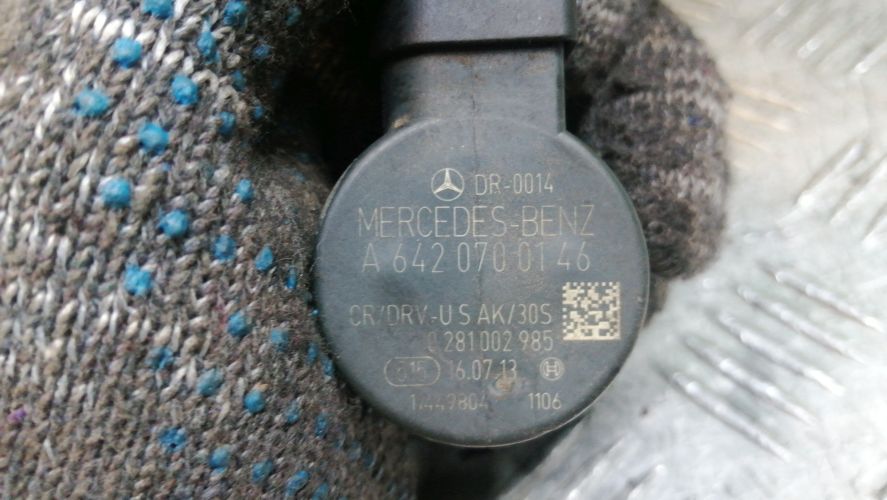 DR-0014
MERCEDES-BENZ
A 642 070 01 46
CR/DRV-U S AK/30S
0 281 002 985
16.07.13
1106